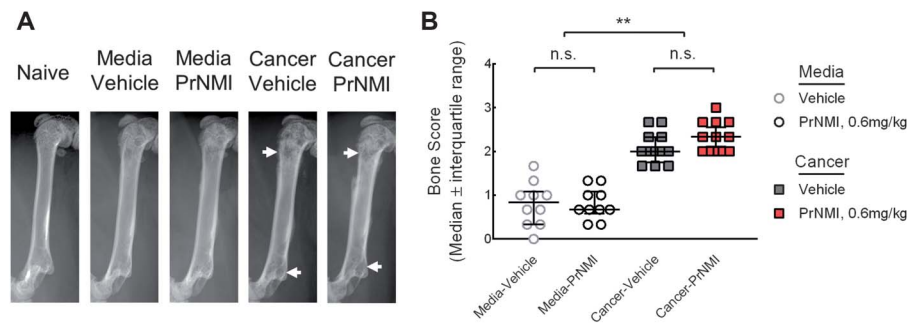 A
Naive
Media
Vehicle
Media
PrNMI
Cancer
Vehicle
Cancer
PrNMI
B
**
n.s.
n.s.
Bone Score
(Median ± interquartile range)
4
3
2
1
0
Media-Vehicle
Media-PrNMI
Cancer-Vehicle
Cancer-PrNMI
Media
Vehicle
PrNMI, 0.6mg/kg
Cancer
Vehicle
PrNMI, 0.6mg/kg